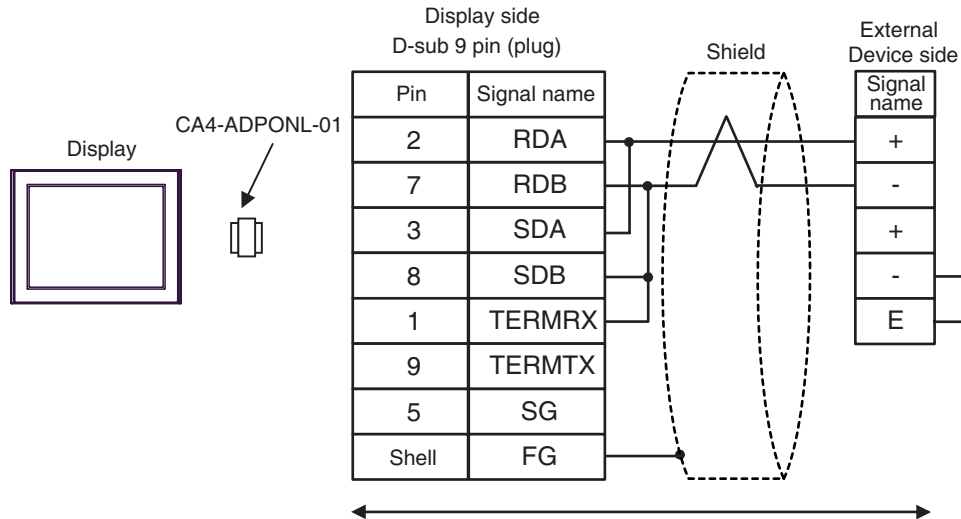 Display side
D-sub 9 pin (plug)
Shield
External
Device side
CA4-ADPONL-01
Display
Pin Signal name
2 RDA
7 RDB
3 SDA
8 SDB
1 TERMRX
9 TERMTX
5 SG
Shell FG
Signal
name
+
-
+
-
E